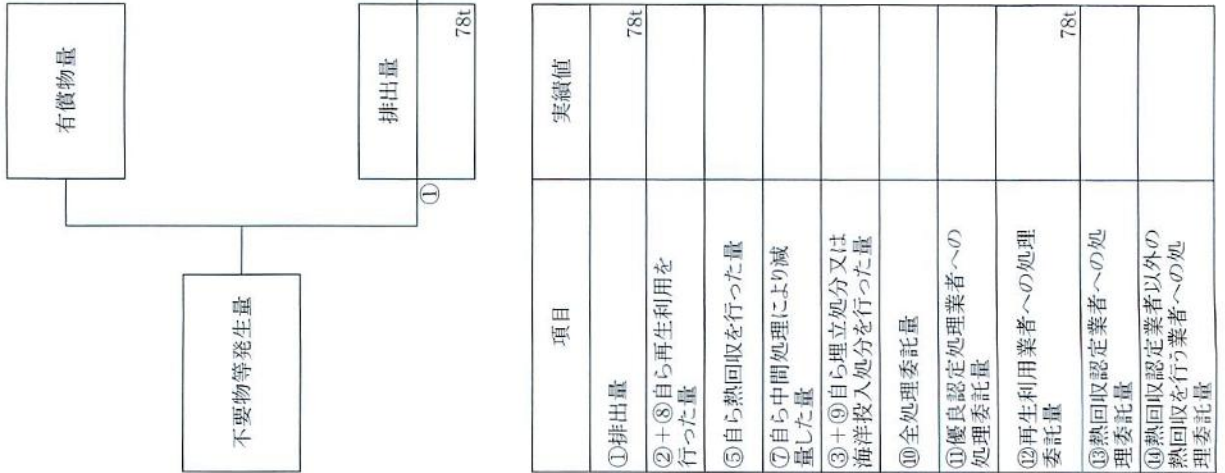 不要物等発生量
有償物量
①
排出量
78t
項目
実績値
①排出量
78t
②+⑧自ら再生利用を
行った量
⑤自ら熱回収を行った量
⑦自ら中間処理により減
量した量
③+⑨自ら埋立処分又は
海洋投入処分を行った量
⑩全処理委託量
⑪優良認定処理業者への
処理委託量
⑫再生利用業者への処理
委託量
78t
⑬熱回収認定業者への処
理委託量
⑭熱回収認定業者以外の
熱回収を行う業者への処
理委託量